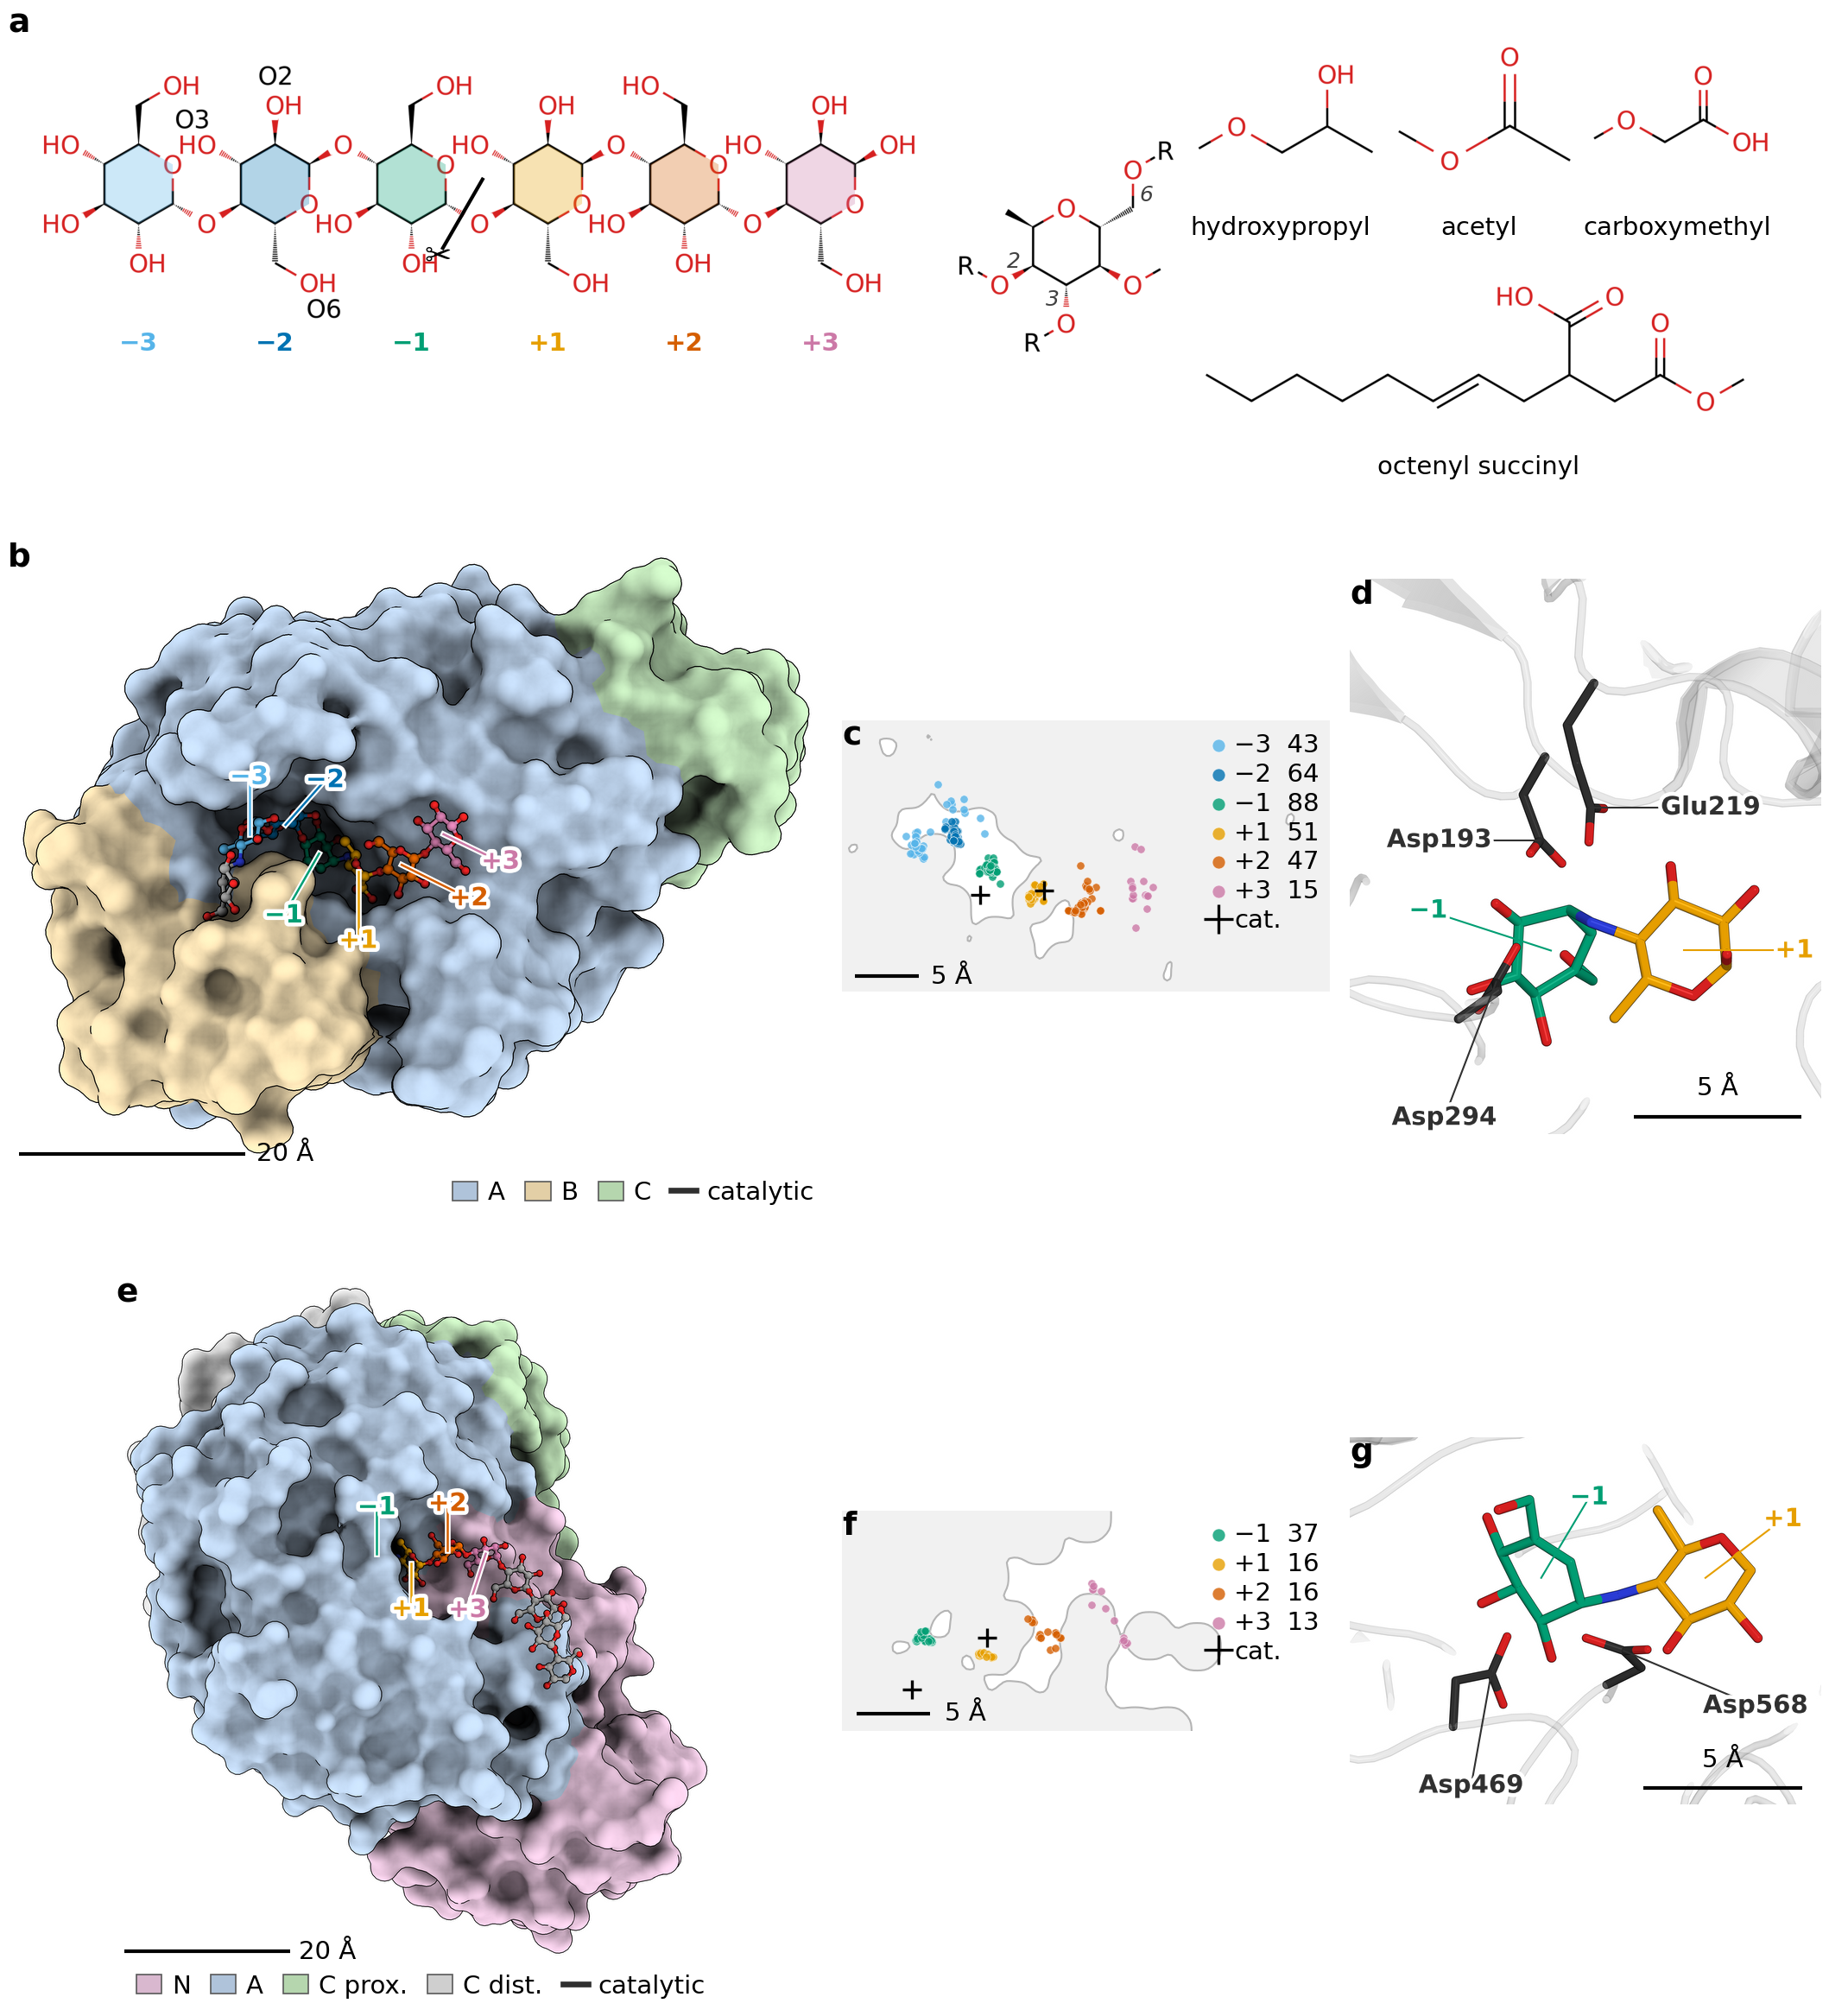 a
OH
O2
OH
OH
HO
OH
OH
O3
HO
HO
O
O
HO
O
HO
O
HO
OH
O
O
O
O
O
O
HO
O
HO
O
HO
O
OH
OH
OH
OH
OH
OH
O6
−3
−2
−1
+1
+2
+3
R
O
6
O
2
R
O
3
O
O
R
OH
O
hydroxypropyl
O
O
acetyl
O
O
OH
carboxymethyl
HO
O
O
O
octenyl succinyl
b
−3
−2
+3
+2
−1
+1
20 Å
A
B
C
catalytic
c
−3 43
−2 64
−1 88
+1 51
+2 47
+3 15
cat.
5 Å
d
Glu219
Asp193
−1
+1
5 Å
Asp294
e
−1
+2
+1
+3
20 Å
N
A
C prox.
C dist.
catalytic
f
−1 37
+1 16
+2 16
+3 13
cat.
5 Å
g
−1
+1
Asp568
5 Å
Asp469